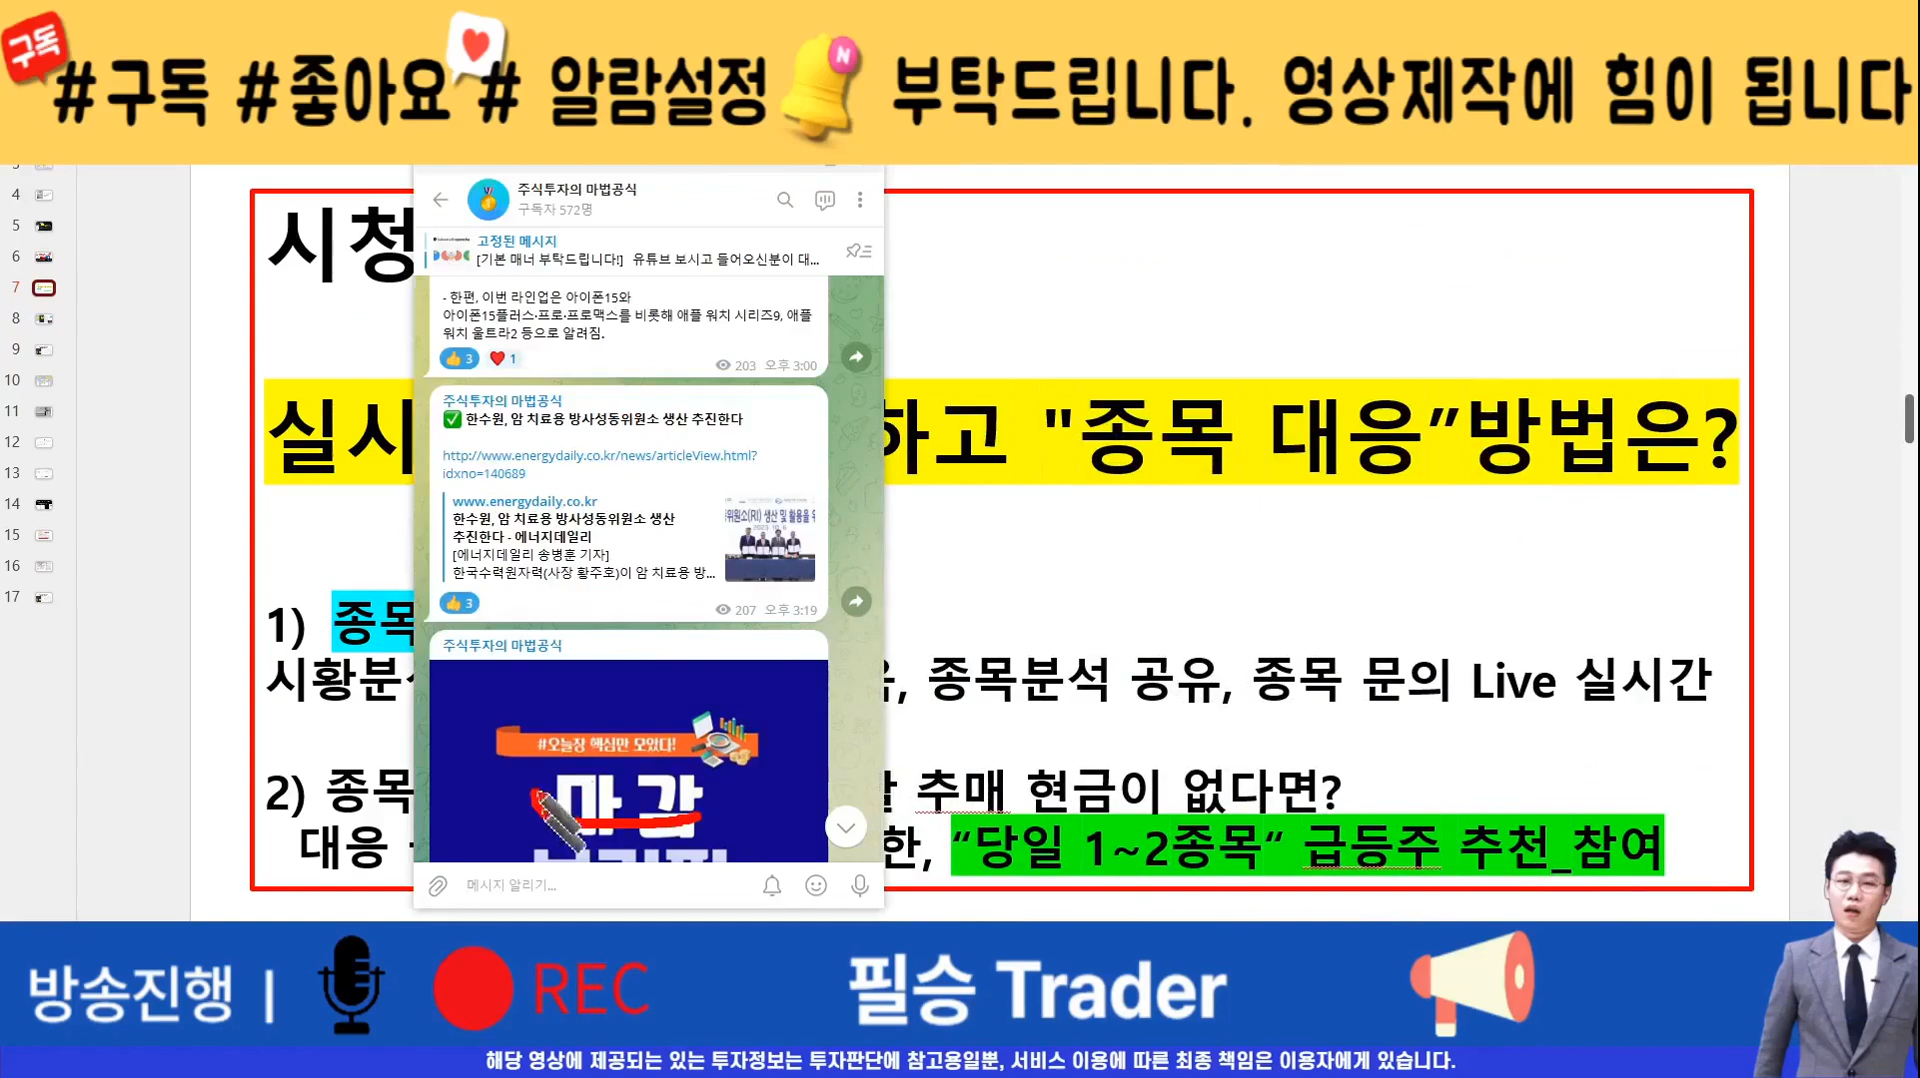 구독
#구독 #좋아요 # 알람설정 N 부탁드립니다. 영상제작에 힘이 됩니다
4
5
6
7
8
9
10
11
12
13
14
15
16
17
시청
실시
하고 "종목 대응”방법은?
1) 종목
시황분
, 종목분석 공유, 종목 문의 Live 실시간
2) 종목
추매 현금이 없다면?
대응
한, “당일 1~2종목“ 급등주 추천_참여
주식투자의 마법공식
구독자 572명
고정된 메시지
[기본 매너 부탁드립니다!] 유튜브 보시고 들어오신분이 대...
- 한편, 이번 라인업은 아이폰15와
아이폰15플러스·프로·프로맥스를 비롯해 애플 워치 시리즈9, 애플
워치 울트라2 등으로 알려짐.
3 1
203 오후 3:00
주식투자의 마법공식
한수원, 암 치료용 방사성동위원소 생산 추진한다
http://www.energydaily.co.kr/news/articleView.html?
idxno=140689
www.energydaily.co.kr
한수원, 암 치료용 방사성동위원소 생산
추진한다 - 에너지데일리
[에너지데일리 송병훈 기자]
한국수력원자력(사장 황주호)이 암 치료용 방...
위원소(RI) 생산 및 활용을
3
207 오후 3:19
주식투자의 마법공식
#오늘장 핵심만 모았다!
마감
메시지 알리기...
방송진행 |
REC
필승 Trader
해당 영상에 제공되는 있는 투자정보는 투자판단에 참고용일뿐, 서비스 이용에 따른 최종 책임은 이용자에게 있습니다.